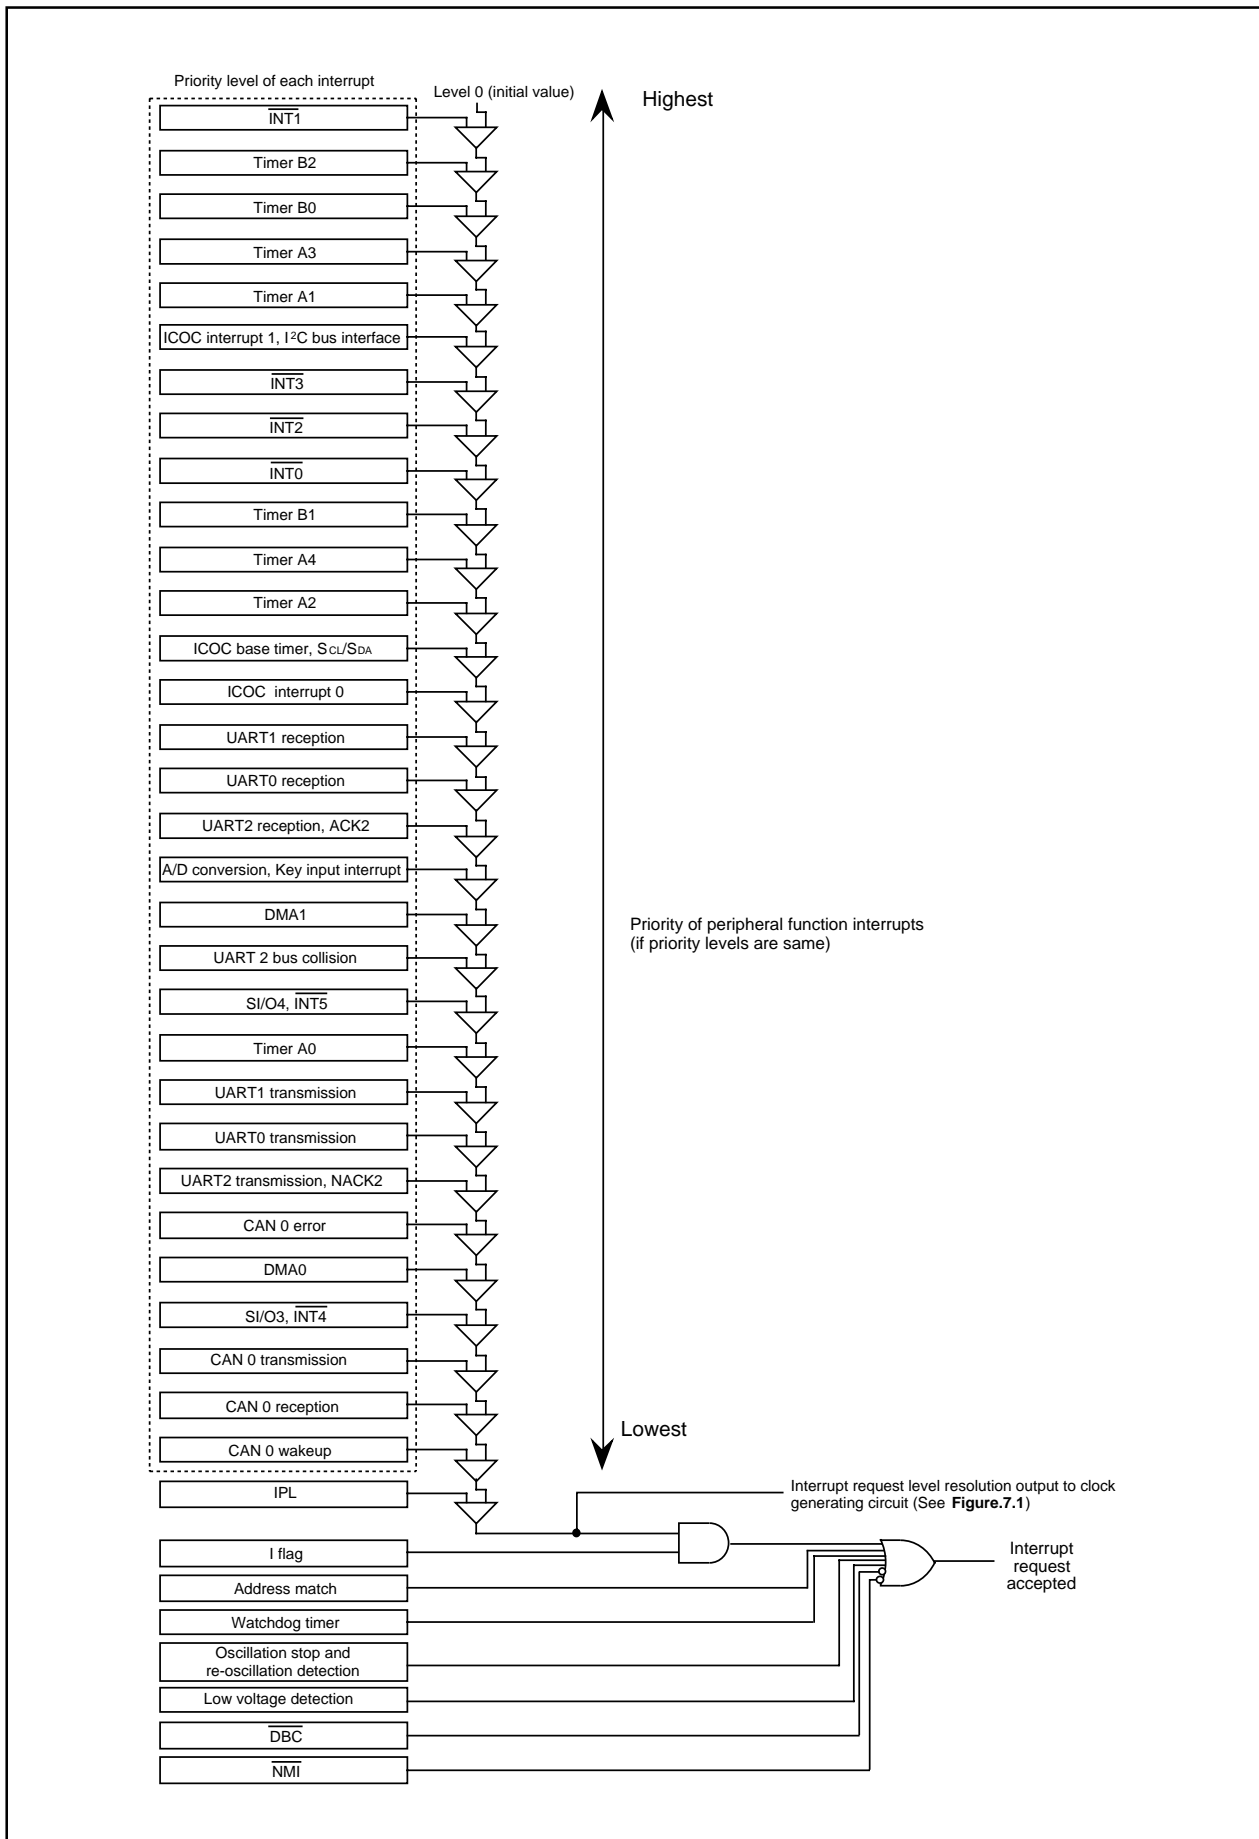 Priority level of each interrupt
Level 0 (initial value)
Highest
INT1
Timer B2
Timer B0
Timer A3
Timer A1
ICOC interrupt 1, I²C bus interface
INT3
INT2
INT0
Timer B1
Timer A4
Timer A2
ICOC base timer, SCL/SDA
ICOC interrupt 0
UART1 reception
UART0 reception
UART2 reception, ACK2
A/D conversion, Key input interrupt
DMA1
Priority of peripheral function interrupts
(if priority levels are same)
UART 2 bus collision
SI/O4, INT5
Timer A0
UART1 transmission
UART0 transmission
UART2 transmission, NACK2
CAN 0 error
DMA0
SI/O3, INT4
CAN 0 transmission
CAN 0 reception
Lowest
CAN 0 wakeup
IPL
Interrupt request level resolution output to clock
generating circuit (See Figure.7.1)
I flag
Interrupt
request
accepted
Address match
Watchdog timer
Oscillation stop and
re-oscillation detection
Low voltage detection
DBC
NMI